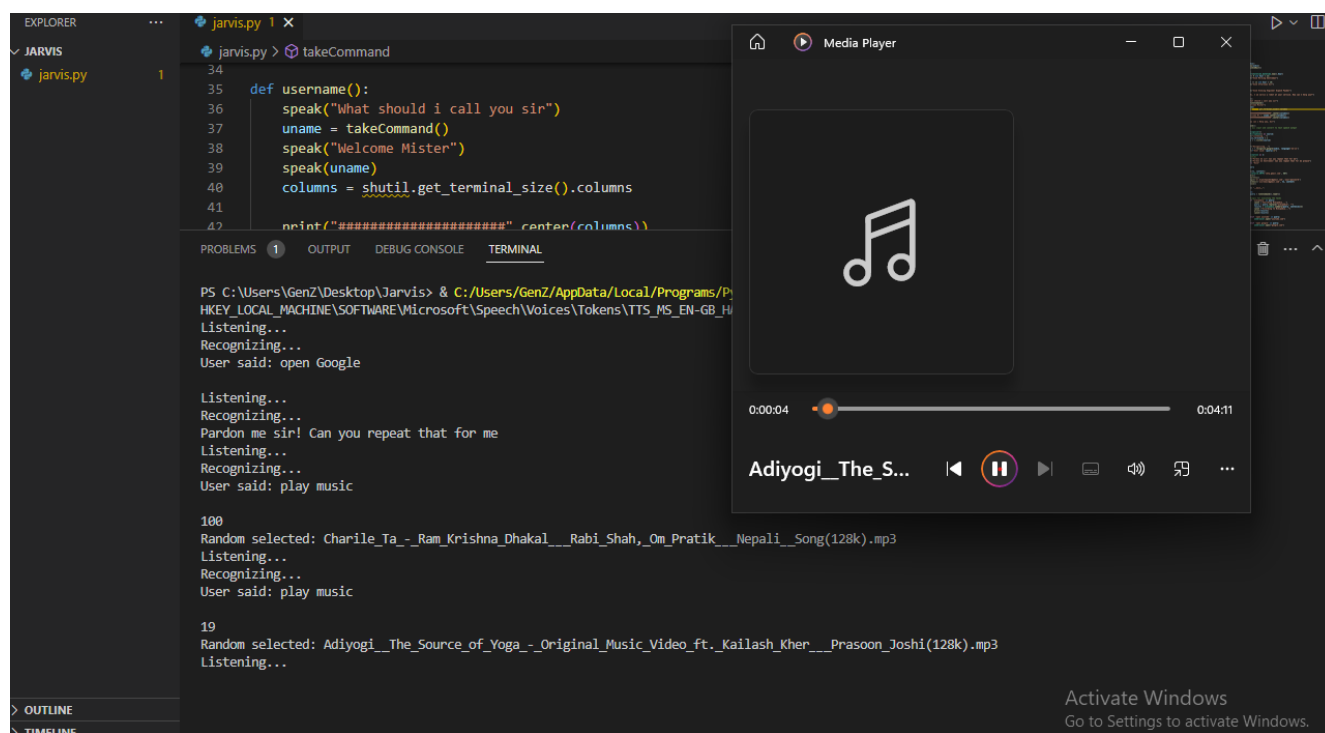 EXPLORER
JARVIS
jarvis.py 1
jarvis.py 1
jarvis.py > takeCommand
34
35 def username():
36 speak("What should i call you sir")
37 uname = takeCommand()
38 speak("Welcome Mister")
39 speak(uname)
40 columns = shutil.get_terminal_size().columns
41
42 print("#####################".center(columns))
PROBLEMS 1 OUTPUT DEBUG CONSOLE TERMINAL
PS C:\Users\GenZ\Desktop\Jarvis> & C:/Users/GenZ/AppData/Local/Programs/
HKEY_LOCAL_MACHINE\SOFTWARE\Microsoft\Speech\Voices\Tokens\TTS_MS_EN-GB_
Listening...
Recognizing...
User said: open Google
Listening...
Recognizing...
Pardon me sir! Can you repeat that for me
Listening...
Recognizing...
User said: play music
100
Random selected: Charile_Ta_-_Ram_Krishna_Dhakal___Rabi_Shah,_Om_Pratik___Nepali__Song(128k).mp3
Listening...
Recognizing...
User said: play music
19
Random selected: Adiyogi__The_Source_of_Yoga_-_Original_Music_Video_ft._Kailash_Kher___Prasoon_Joshi(128k).mp3
Listening...
Media Player
0:00:04 0:04:11
Adiyogi__The_S...
OUTLINE
TIMELINE
Activate Windows
Go to Settings to activate Windows.